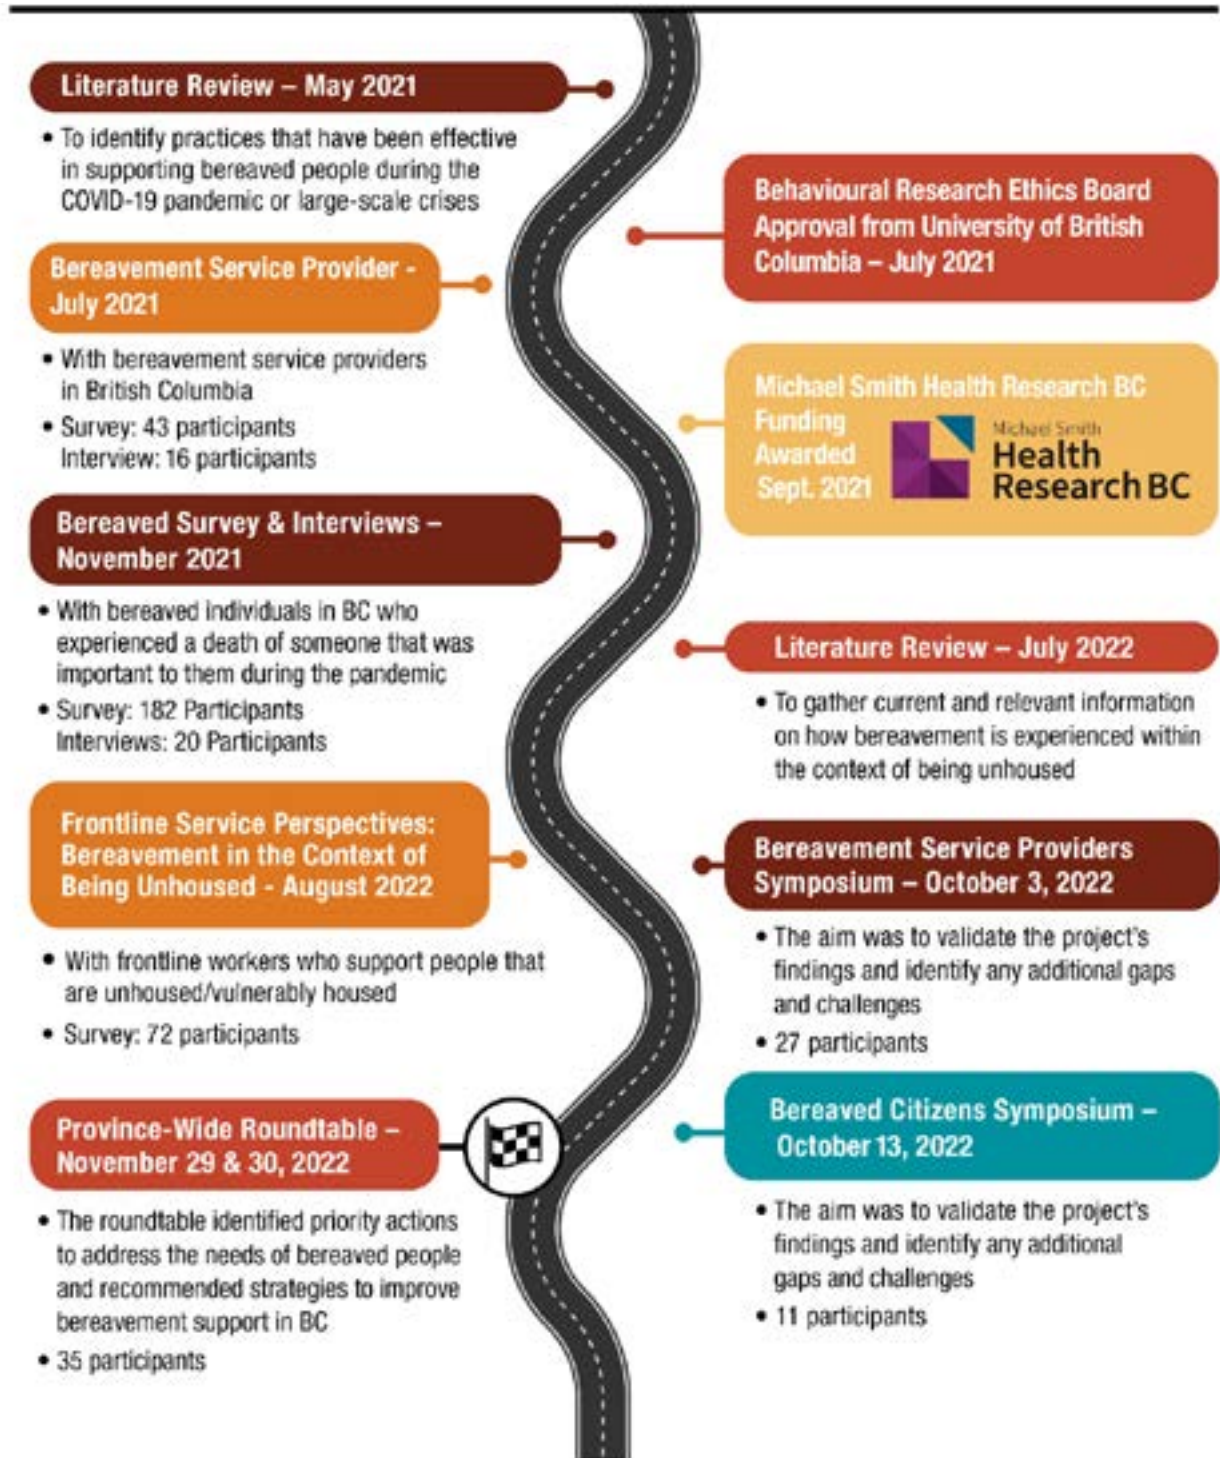 Literature Review – May 2021
• To identify practices that have been effective
in supporting bereaved people during the
COVID-19 pandemic or large-scale crises
Behavioural Research Ethics Board
Approval from University of British
Columbia – July 2021
Bereavement Service Provider -
July 2021
• With bereavement service providers
in British Columbia
• Survey: 43 participants
Interview: 16 participants
Michael Smith Health Research BC
Funding
Awarded
Sept. 2021
Michael Smith
Health
Research BC
Bereaved Survey & Interviews –
November 2021
• With bereaved individuals in BC who
experienced a death of someone that was
important to them during the pandemic
• Survey: 182 Participants
Interviews: 20 Participants
Literature Review – July 2022
• To gather current and relevant information
on how bereavement is experienced within
the context of being unhoused
Frontline Service Perspectives:
Bereavement in the Context of
Being Unhoused - August 2022
• With frontline workers who support people that
are unhoused/vulnerably housed
• Survey: 72 participants
Bereavement Service Providers
Symposium – October 3, 2022
• The aim was to validate the project's
findings and identify any additional gaps
and challenges
• 27 participants
Bereaved Citizens Symposium –
October 13, 2022
• The aim was to validate the project's
findings and identify any additional
gaps and challenges
• 11 participants
Province-Wide Roundtable –
November 29 & 30, 2022
• The roundtable identified priority actions
to address the needs of bereaved people
and recommended strategies to improve
bereavement support in BC
• 35 participants